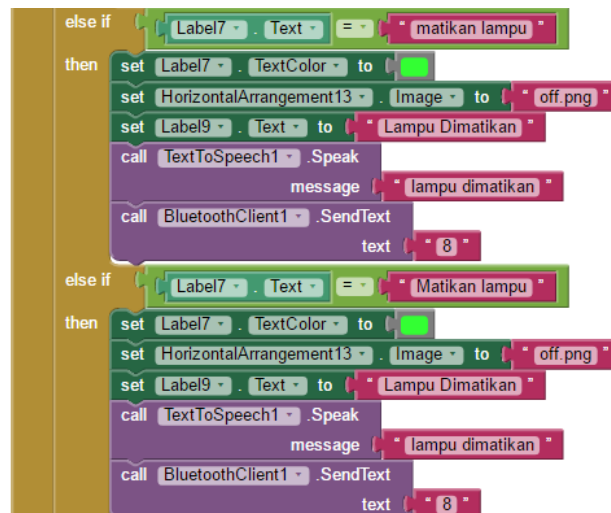 else if Label7 . Text = " matikan lampu "
then set Label7 . TextColor to
set HorizontalArrangement13 . Image to " off.png "
set Label9 . Text to " Lampu Dimatikan "
call TextToSpeech1 .Speak
message " lampu dimatikan "
call BluetoothClient1 .SendText
text " 8 "
else if Label7 . Text = " Matikan lampu "
then set Label7 . TextColor to
set HorizontalArrangement13 . Image to " off.png "
set Label9 . Text to " Lampu Dimatikan "
call TextToSpeech1 .Speak
message " lampu dimatikan "
call BluetoothClient1 .SendText
text " 8 "